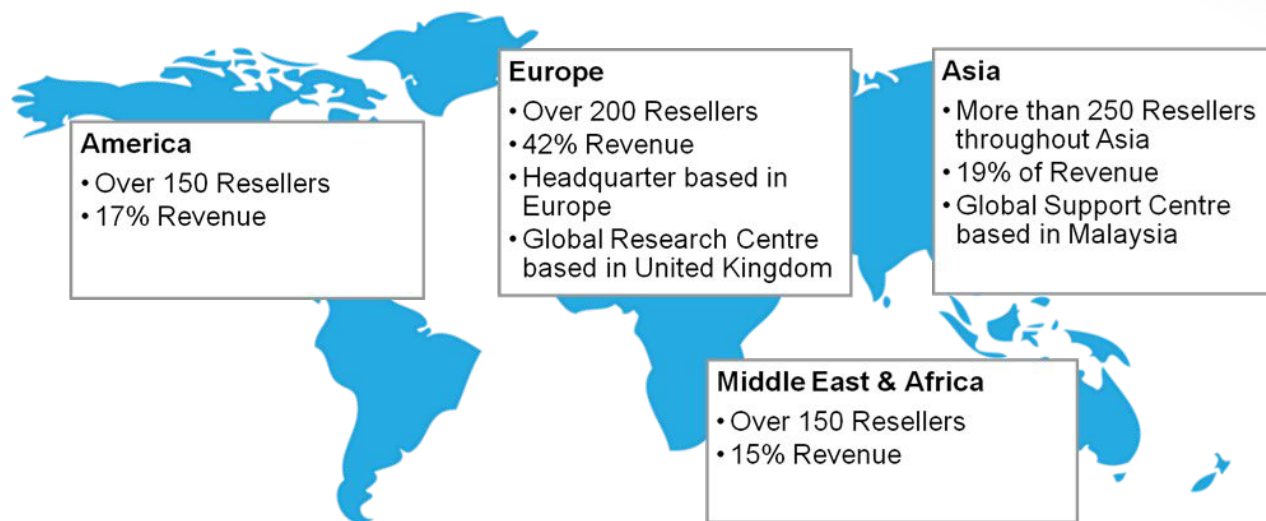 America
• Over 150 Resellers
• 17% Revenue
Europe
• Over 200 Resellers
• 42% Revenue
• Headquarter based in
Europe
• Global Research Centre
based in United Kingdom
Asia
• More than 250 Resellers
throughout Asia
• 19% of Revenue
• Global Support Centre
based in Malaysia
Middle East & Africa
• Over 150 Resellers
• 15% Revenue